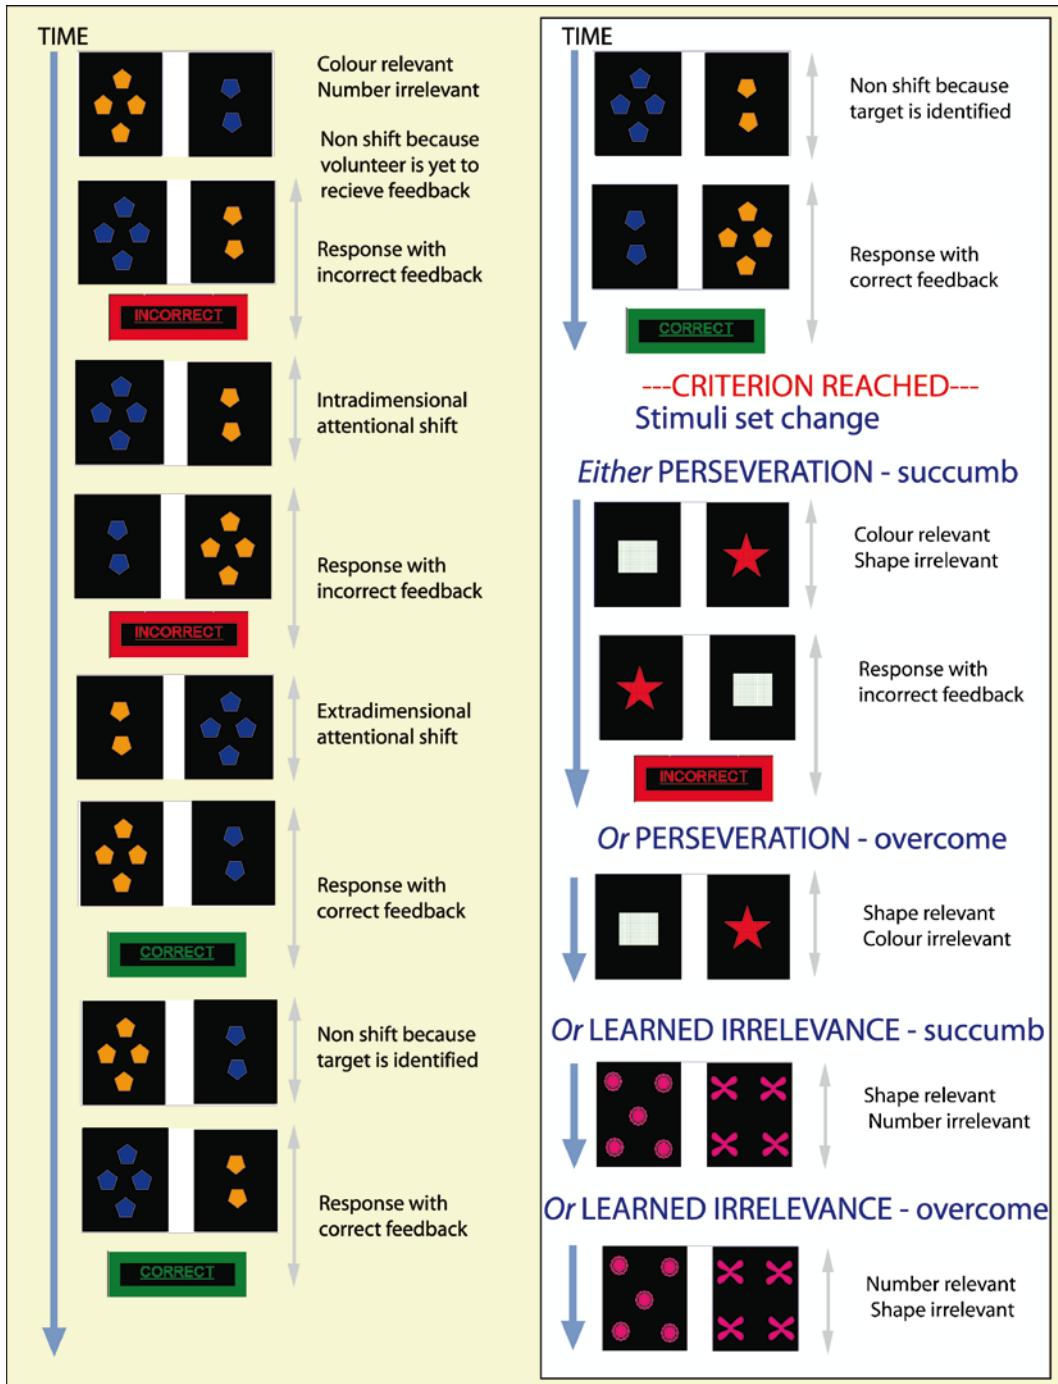 TIME
Colour relevant
Number irrelevant
Non shift because
volunteer is yet to
recieve feedback
Response with
incorrect feedback
INCORRECT
Intradimensional
attentional shift
Response with
incorrect feedback
INCORRECT
Extradimensional
attentional shift
Response with
correct feedback
CORRECT
Non shift because
target is identified
Response with
correct feedback
CORRECT
TIME
Non shift because
target is identified
Response with
correct feedback
CORRECT
---CRITERION REACHED---
Stimuli set change
Either PERSEVERATION - succumb
Colour relevant
Shape irrelevant
Response with
incorrect feedback
INCORRECT
Or PERSEVERATION - overcome
Shape relevant
Colour irrelevant
Or LEARNED IRRELEVANCE - succumb
Shape relevant
Number irrelevant
Or LEARNED IRRELEVANCE - overcome
Number relevant
Shape irrelevant